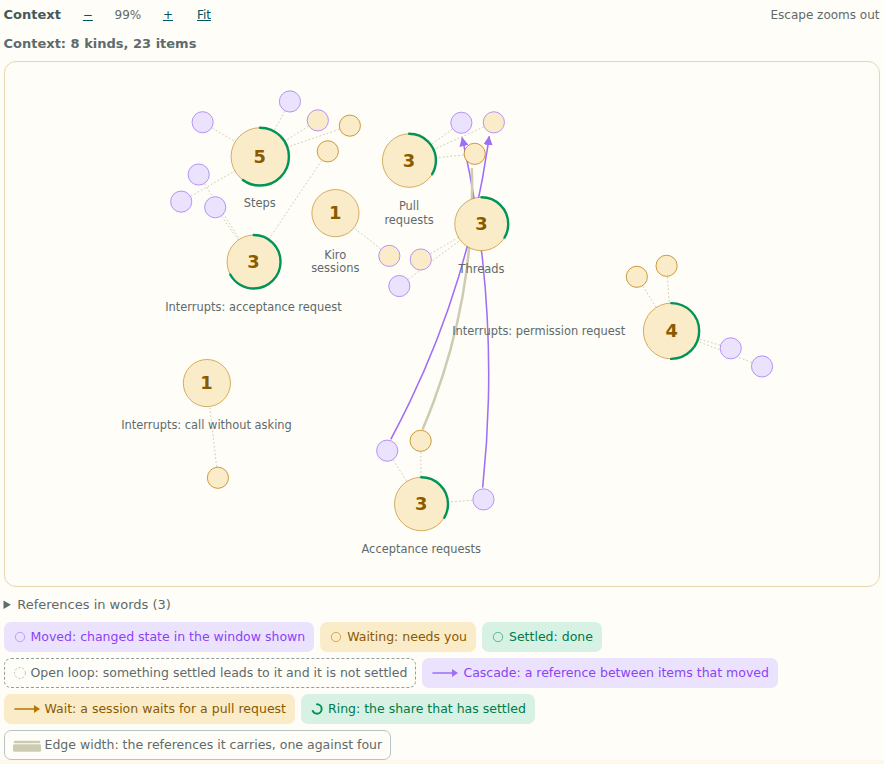 Context − 99% + Fit Escape zooms out
Context: 8 kinds, 23 items
5
Steps
3
Pull
requests
1
Kiro
sessions
3
Threads
3
Interrupts: acceptance request
4
Interrupts: permission request
1
Interrupts: call without asking
3
Acceptance requests
▶ References in words (3)
Moved: changed state in the window shown
Waiting: needs you
Settled: done
Open loop: something settled leads to it and it is not settled
Cascade: a reference between items that moved
Wait: a session waits for a pull request
Ring: the share that has settled
Edge width: the references it carries, one against four